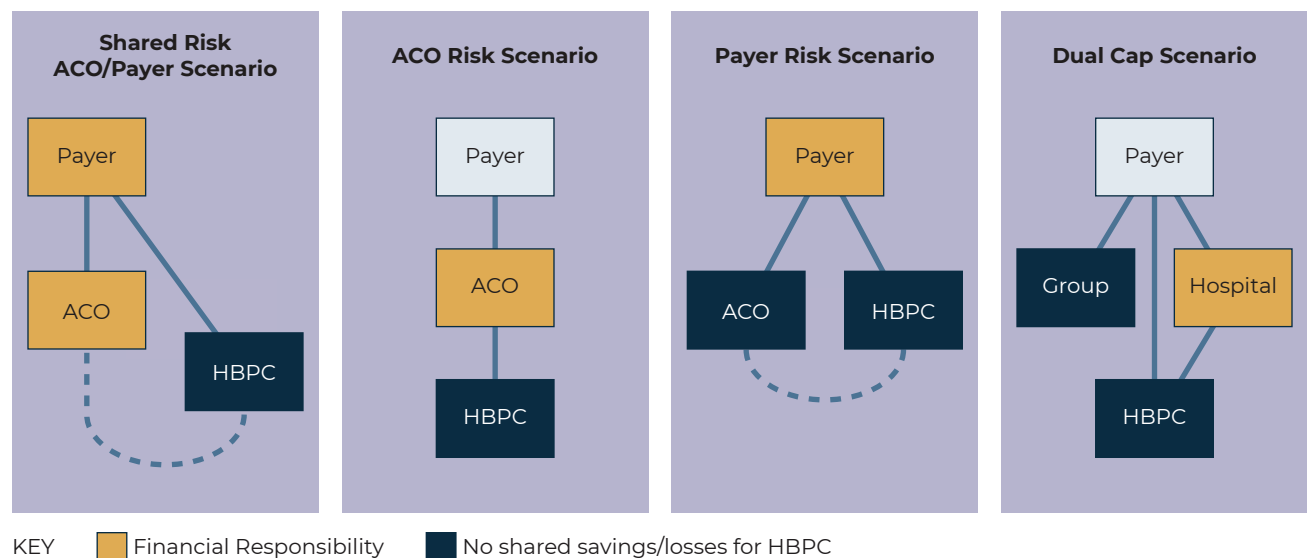 Shared Risk
ACO/Payer Scenario
Payer
ACO
HBPC
ACO Risk Scenario
Payer
ACO
HBPC
Payer Risk Scenario
Payer
ACO
HBPC
Dual Cap Scenario
Payer
Group
Hospital
HBPC
KEY
Financial Responsibility
No shared savings/losses for HBPC